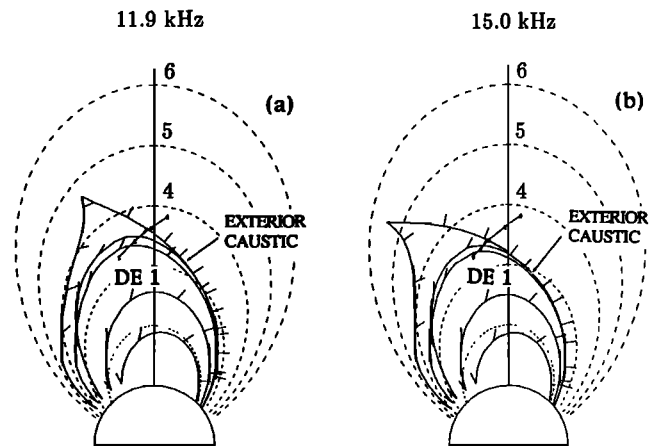 11.9 kHz
6
(a)
5
4
EXTERIOR
CAUSTIC
DE 1
15.0 kHz
6
(b)
5
4
EXTERIOR
CAUSTIC
DE 1